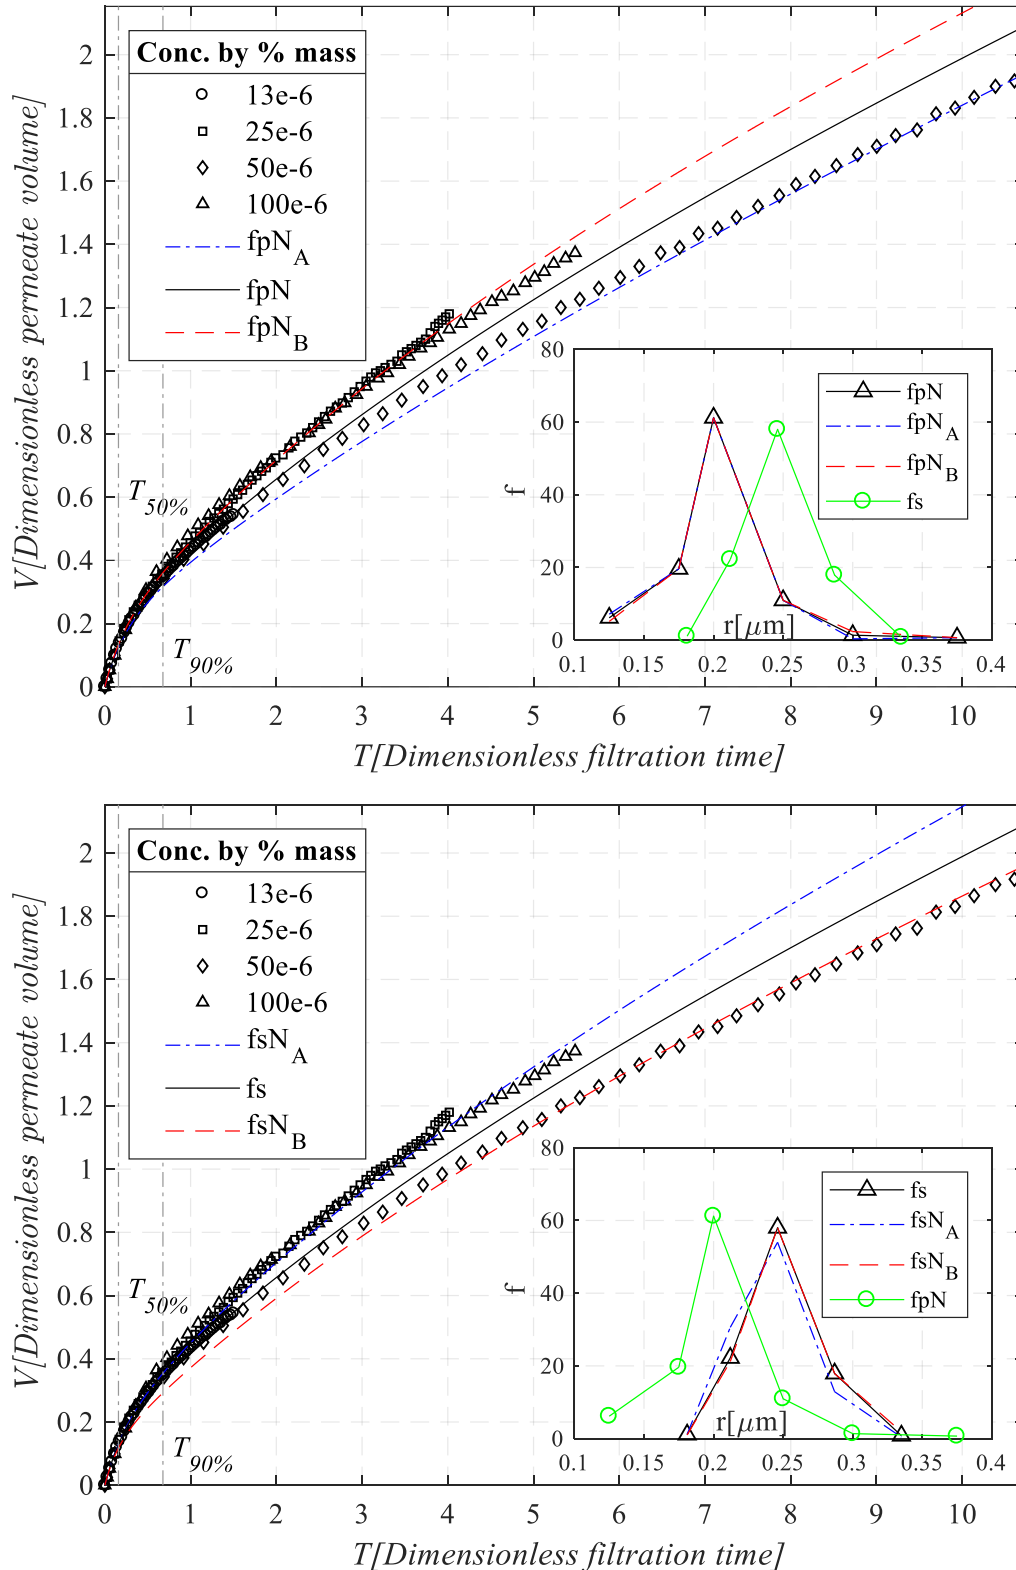 2
1.8
1.6
1.4
1.2
1
0.8
0.6
0.4
0.2
0
V[Dimensionless permeate volume]
Conc. by % mass
13e-6
25e-6
50e-6
100e-6
fpN_A
fpN
fpN_B
T_50%
T_90%
80
60
40
20
0
f
fpN
fpN_A
fpN_B
fs
r[μm]
0.1 0.15 0.2 0.25 0.3 0.35 0.4
0 1 2 3 4 5 6 7 8 9 10
T[Dimensionless filtration time]
2
1.8
1.6
1.4
1.2
1
0.8
0.6
0.4
0.2
0
V[Dimensionless permeate volume]
Conc. by % mass
13e-6
25e-6
50e-6
100e-6
fsN_A
fs
fsN_B
T_50%
T_90%
80
60
40
20
0
f
fs
fsN_A
fsN_B
fpN
r[μm]
0.1 0.15 0.2 0.25 0.3 0.35 0.4
0 1 2 3 4 5 6 7 8 9 10
T[Dimensionless filtration time]